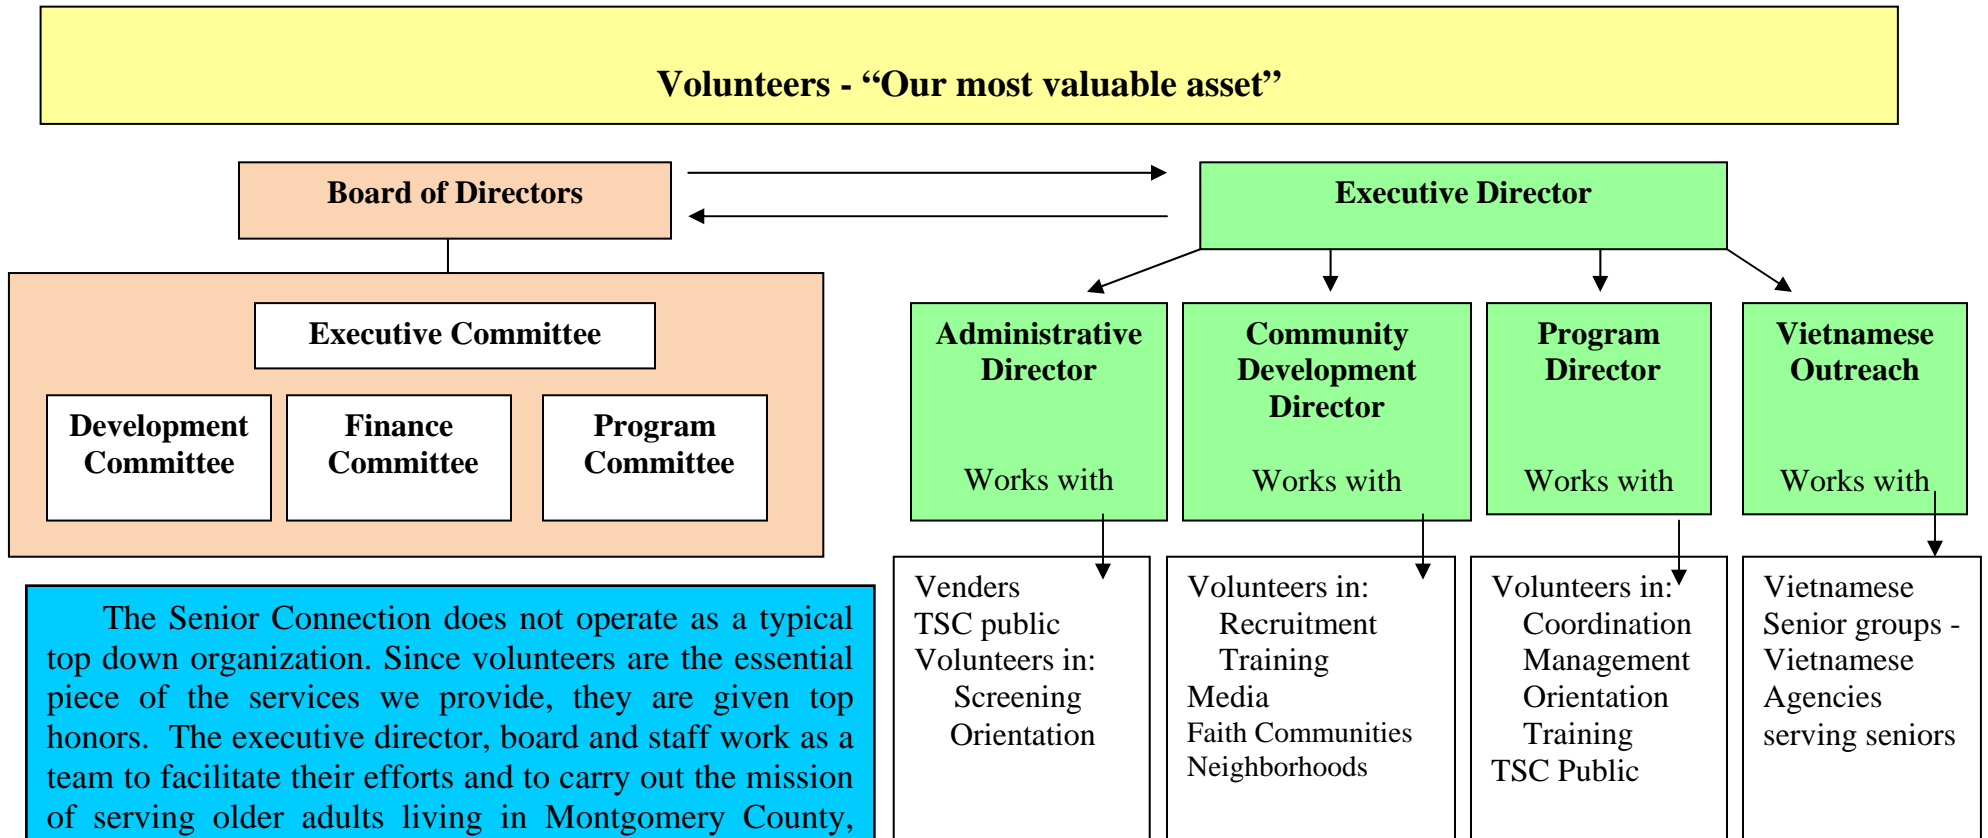 Volunteers - “Our most valuable asset”
Board of Directors
Executive Director
Executive Committee
Development
Committee
Finance
Committee
Program
Committee
Administrative
Director
Works with
Community
Development
Director
Works with
Program
Director
Works with
Vietnamese
Outreach
Works with
The Senior Connection does not operate as a typical
top down organization. Since volunteers are the essential
piece of the services we provide, they are given top
honors. The executive director, board and staff work as a
team to facilitate their efforts and to carry out the mission
of serving older adults living in Montgomery County,
Venders
TSC public
Volunteers in:
Screening
Orientation
Volunteers in:
Recruitment
Training
Media
Faith Communities
Neighborhoods
Volunteers in:
Coordination
Management
Orientation
Training
TSC Public
Vietnamese
Senior groups -
Vietnamese
Agencies
serving seniors